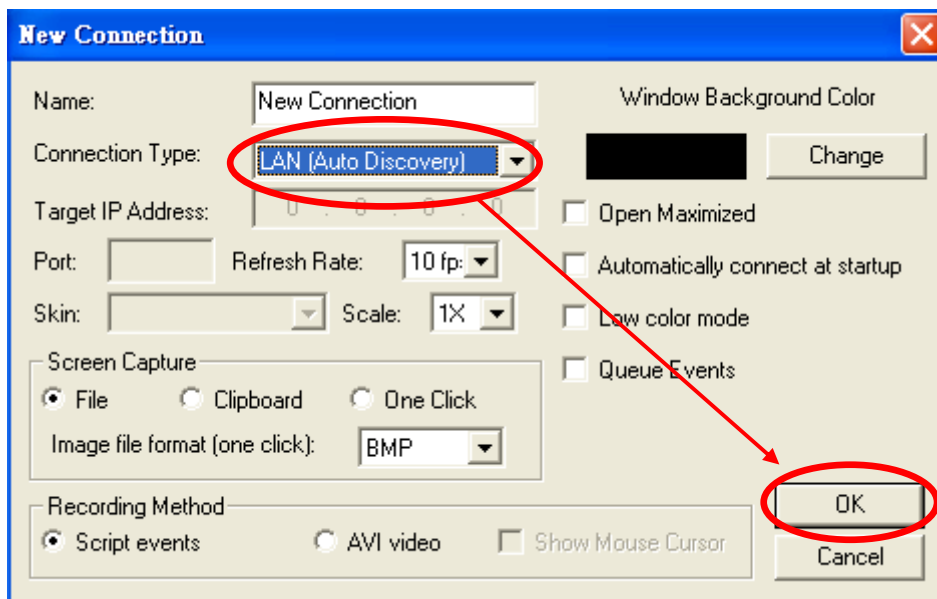 New Connection
Name: New Connection
Window Background Color
Connection Type: LAN (Auto Discovery)
Change
Target IP Address: 0 . 0 . 0 . 0
Open Maximized
Port:
Refresh Rate: 10 fp
Automatically connect at startup
Skin:
Scale: 1X
Low color mode
Screen Capture
Queue Events
File Clipboard One Click
Image file format (one click): BMP
Recording Method
OK
Script events AVI video Show Mouse Cursor
Cancel